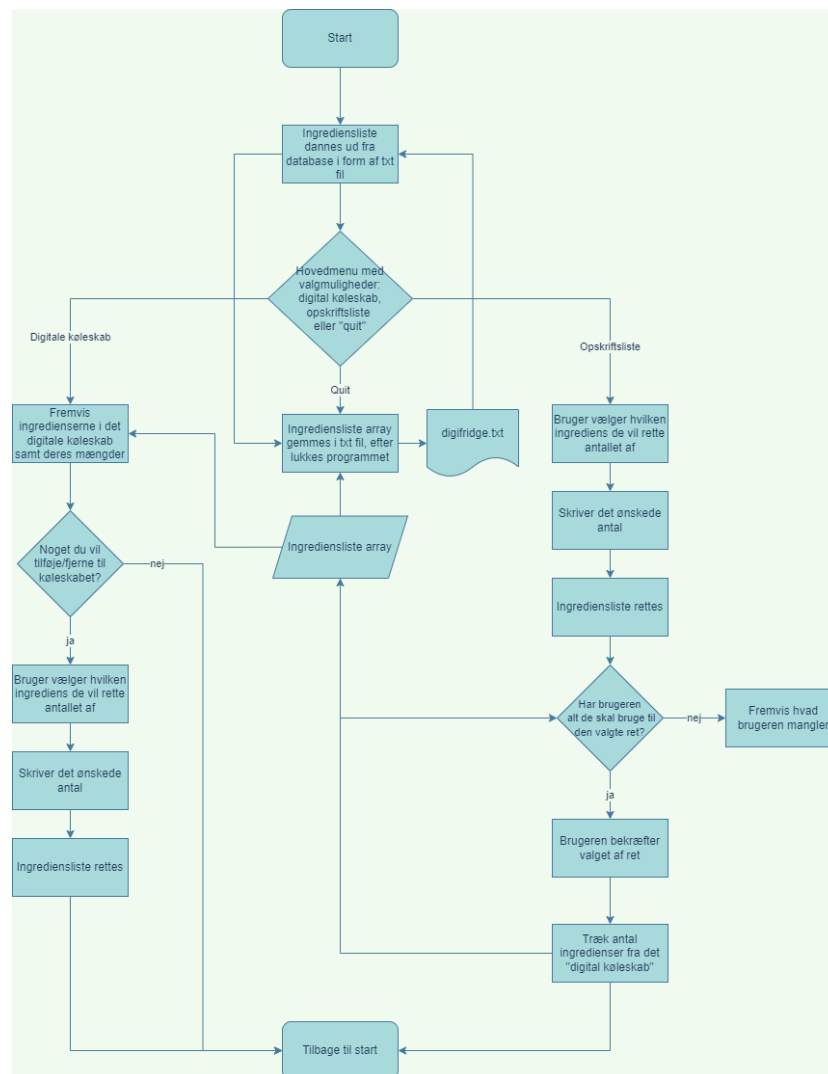 Start
Ingrediensliste
dannes ud fra
database i form af txt
fil
Hovedmenu med
valgmuligheder:
digital køleskab,
opskriftsliste
eller "quit"
Digitale køleskab
Opskriftsliste
Quit
Fremvis
ingredienserne i det
digitale køleskab
samt deres mængder
Ingrediensliste array
gemmes i txt fil, efter
lukkes programmet
digifridge.txt
Bruger vælger hvilken
ingrediens de vil rette
antallet af
Skriver det ønskede
antal
Noget du vil
tilføje/fjerne til
køleskabet?
nej
Ingrediensliste array
Ingrediensliste rettes
ja
Bruger vælger hvilken
ingrediens de vil rette
antallet af
Har brugeren
alt de skal bruge til
den valgte ret?
nej
Fremvis hvad
brugeren mangler
Skriver det ønskede
antal
ja
Brugeren bekræfter
valget af ret
Ingrediensliste rettes
Træk antal
ingredienser fra det
"digital køleskab"
Tilbage til start